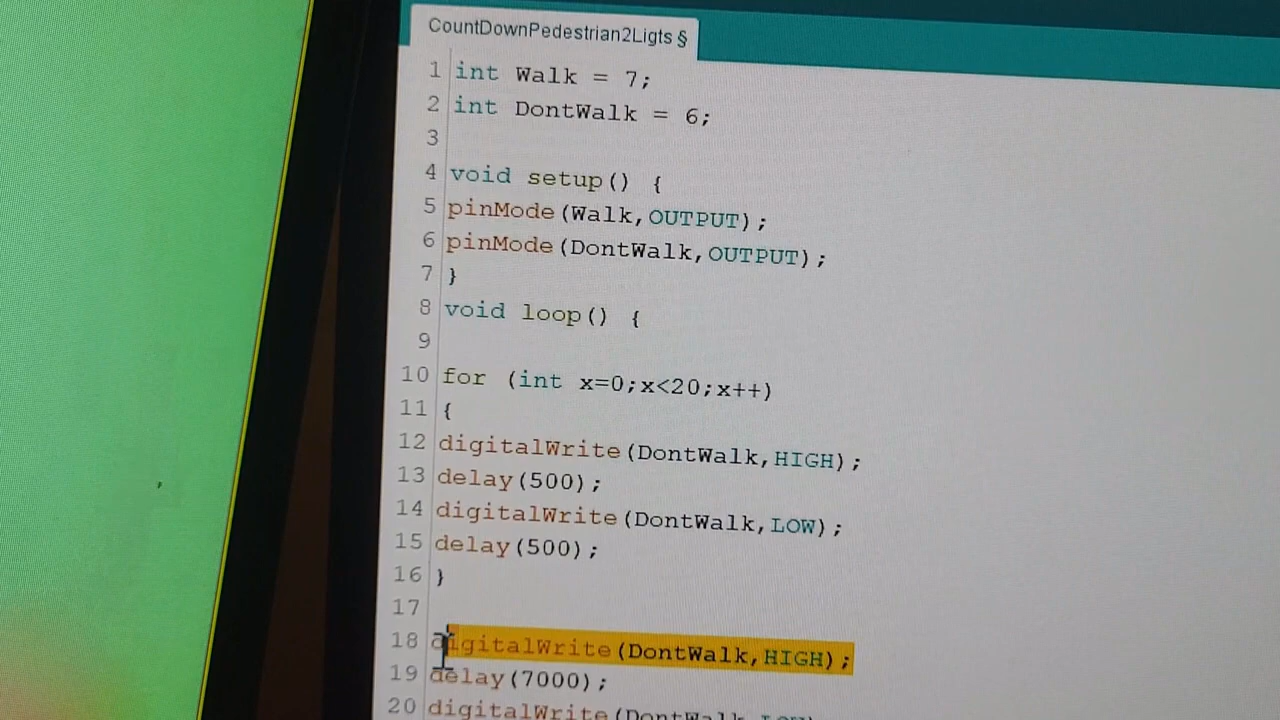 CountDownPedestrian2Ligts §
1 int Walk = 7;
2 int DontWalk = 6;
3
4 void setup() {
5 pinMode(Walk,OUTPUT);
6 pinMode(DontWalk,OUTPUT);
7 }
8 void loop() {
9
10 for (int x=0;x<20;x++)
11 {
12 digitalWrite(DontWalk,HIGH);
13 delay(500);
14 digitalWrite(DontWalk,LOW);
15 delay(500);
16 }
17
18 digitalWrite(DontWalk,HIGH);
19 delay(7000);
20 digitalWrite(DontWalk,LOW);